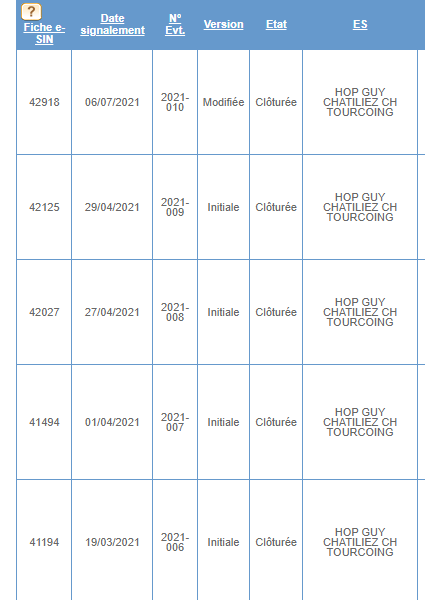 ?
Fiche e-
SIN
Date
signalement
N°
Evt.
Version
Etat
ES
42918
06/07/2021
2021-
010
Modifiée
Clôturée
HOP GUY
CHATILIEZ CH
TOURCOING
42125
29/04/2021
2021-
009
Initiale
Clôturée
HOP GUY
CHATILIEZ CH
TOURCOING
42027
27/04/2021
2021-
008
Initiale
Clôturée
HOP GUY
CHATILIEZ CH
TOURCOING
41494
01/04/2021
2021-
007
Initiale
Clôturée
HOP GUY
CHATILIEZ CH
TOURCOING
41194
19/03/2021
2021-
006
Initiale
Clôturée
HOP GUY
CHATILIEZ CH
TOURCOING